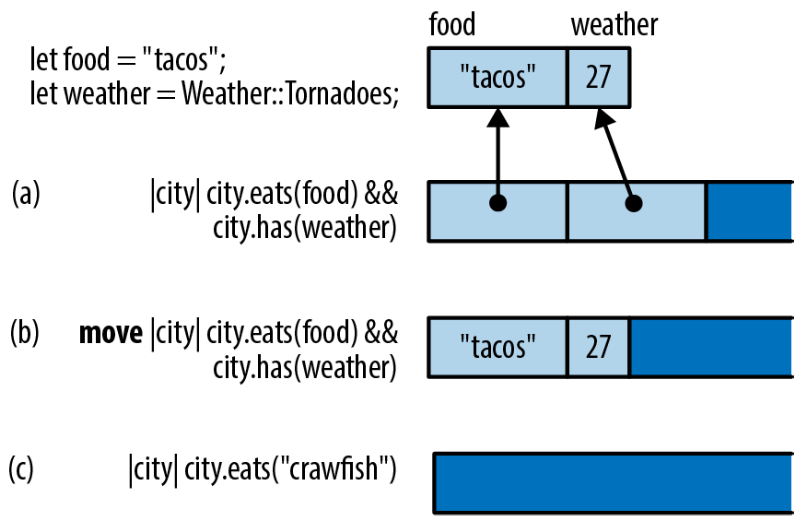 food weather
let food = "tacos";
let weather = Weather::Tornadoes;
"tacos" 27
(a) |city| city.eats(food) &&
city.has(weather)
(b) move |city| city.eats(food) &&
city.has(weather)
"tacos" 27
(c) |city| city.eats("crawfish")